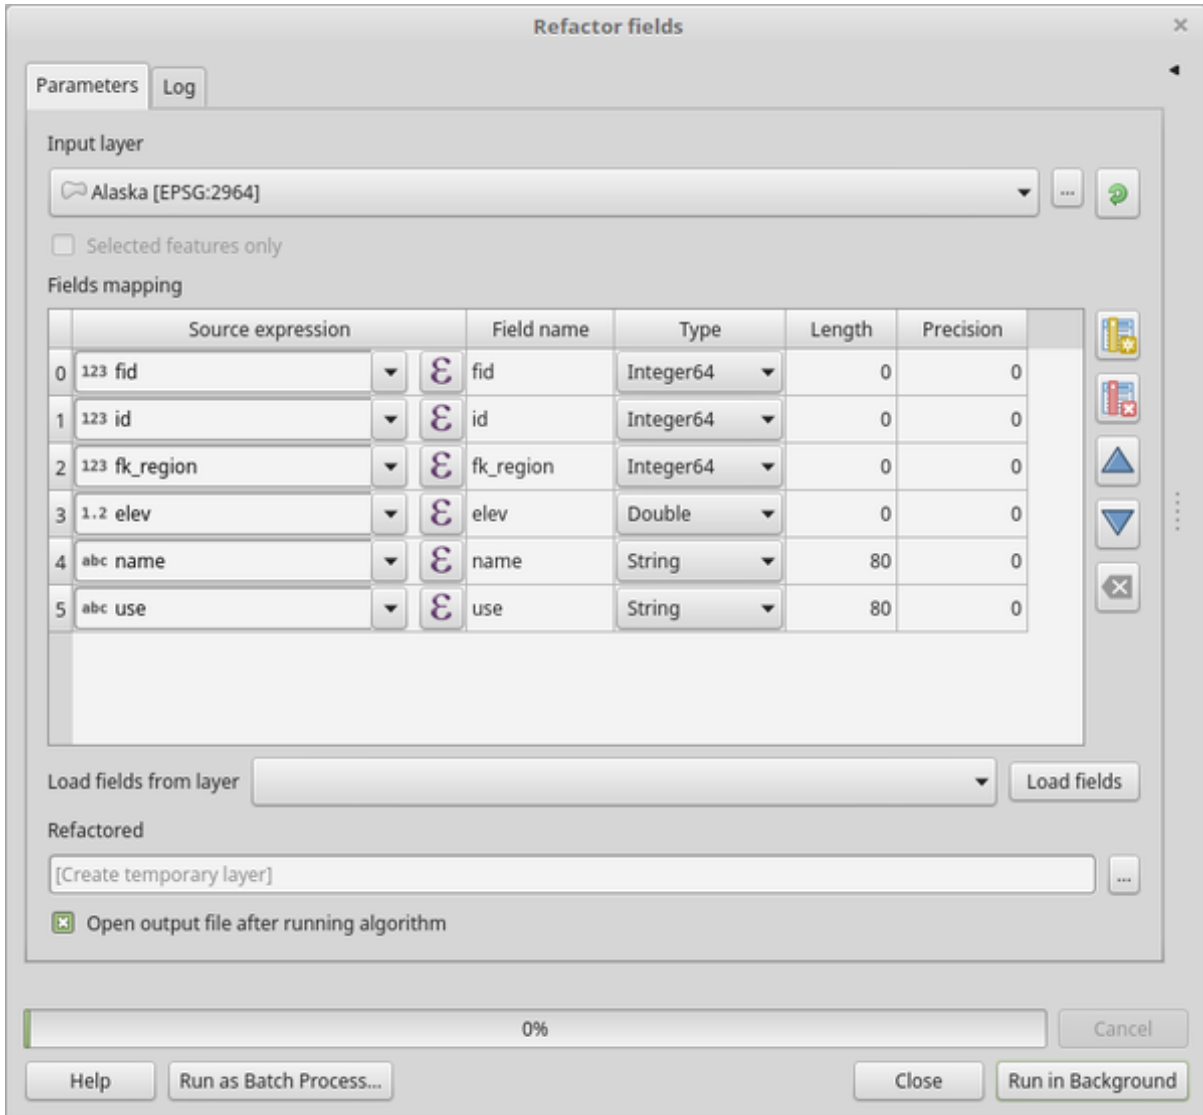 Refactor fields
Parameters Log
Input layer
Alaska [EPSG:2964] ...
Selected features only
Fields mapping
Source expression Field name Type Length Precision
0 123 fid ε fid Integer64 0 0
1 123 id ε id Integer64 0 0
2 123 fk_region ε fk_region Integer64 0 0
3 1.2 elev ε elev Double 0 0
4 abc name ε name String 80 0
5 abc use ε use String 80 0
Load fields from layer Load fields
Refactored
[Create temporary layer] ...
Open output file after running algorithm
0% Cancel
Help Run as Batch Process... Close Run in Background